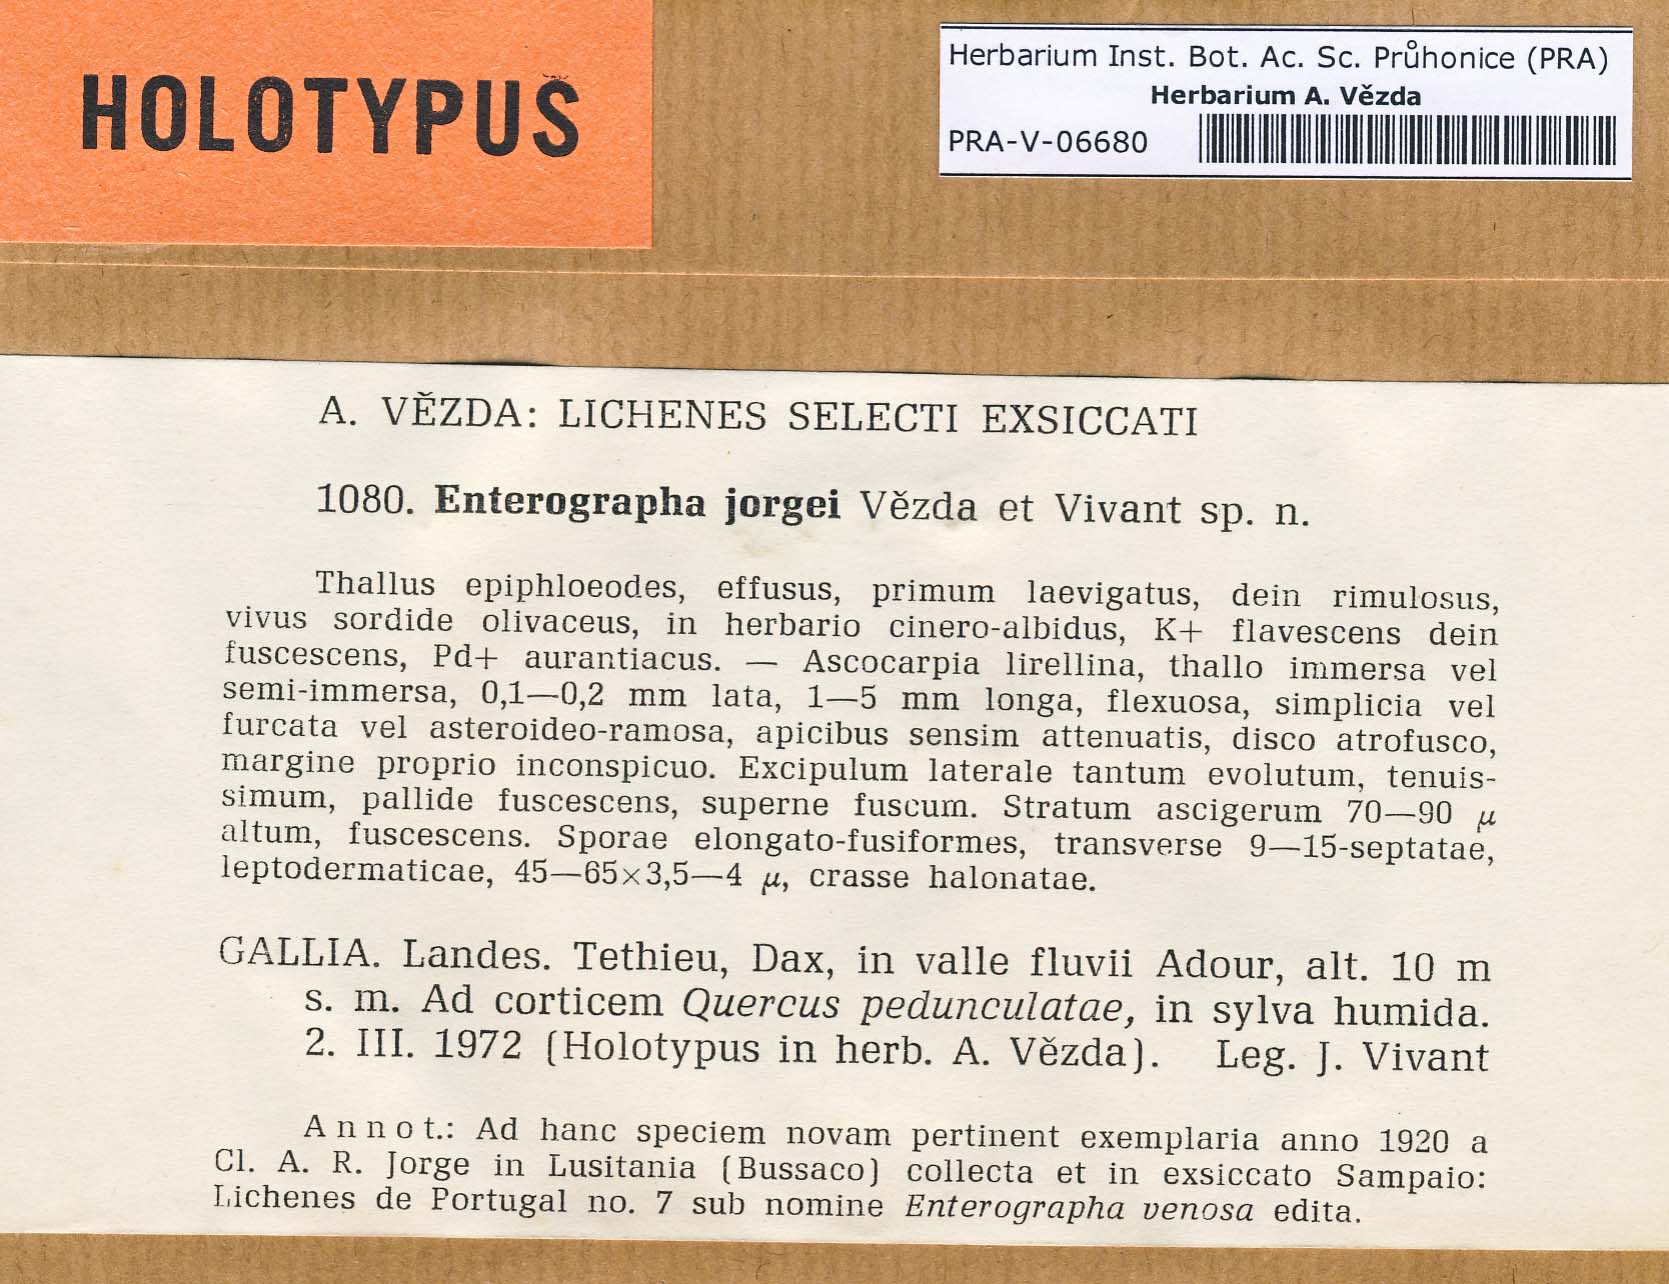 HOLOTYPUS
Herbarium Inst. Bot. Ac. Sc. Průhonice (PRA)
Herbarium A. Vězda
PRA-V-06680
A. VĚZDA: LICHENES SELECTI EXSICCATI
1080. Enterographa jorgei Vězda et Vivant sp. n.
Thallus epiphloeodes, effusus, primum laevigatus, dein rimulosus,
vivus sordide olivaceus, in herbario cinero-albidus, K+ flavescens dein
fuscescens, Pd+ aurantiacus. — Ascocarpia lirellina, thallo immersa vel
semi-immersa, 0,1—0,2 mm lata, 1—5 mm longa, flexuosa, simplicia vel
furcata vel asteroideo-ramosa, apicibus sensim attenuatis, disco atrofusco,
margine proprio inconspicuo. Excipulum laterale tantum evolutum, tenuis-
simum, pallide fuscescens, superne fuscum. Stratum ascigerum 70—90 μ
altum, fuscescens. Sporae elongato-fusiformes, transverse 9—15-septatae,
leptodermaticae, 45—65×3,5—4 μ, crasse halonatae.
GALLIA. Landes. Tethieu, Dax, in valle fluvii Adour, alt. 10 m
s. m. Ad corticem Quercus pedunculatae, in sylva humida.
2. III. 1972 (Holotypus in herb. A. Vězda). Leg. J. Vivant
Annot.: Ad hanc speciem novam pertinent exemplaria anno 1920 a
Cl. A. R. Jorge in Lusitania (Bussaco) collecta et in exsiccato Sampaio:
Lichenes de Portugal no. 7 sub nomine Enterographa venosa edita.